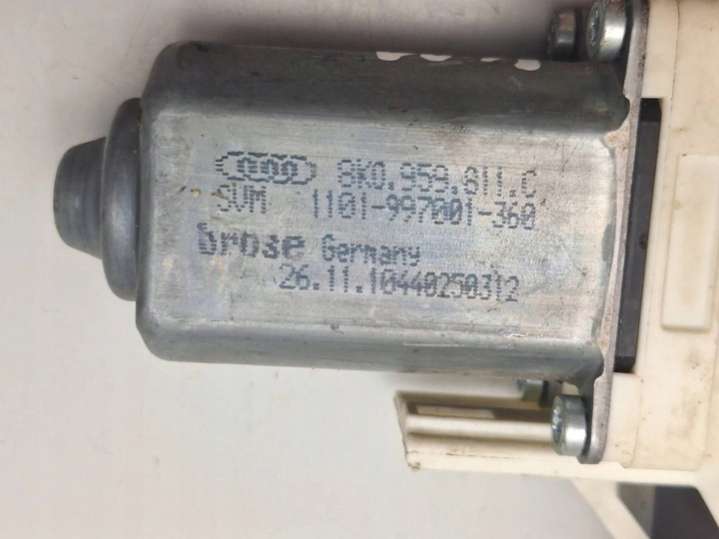 8K0.959.811.C
SVM 1101-997001-360
brose Germany
26.11.10440250312